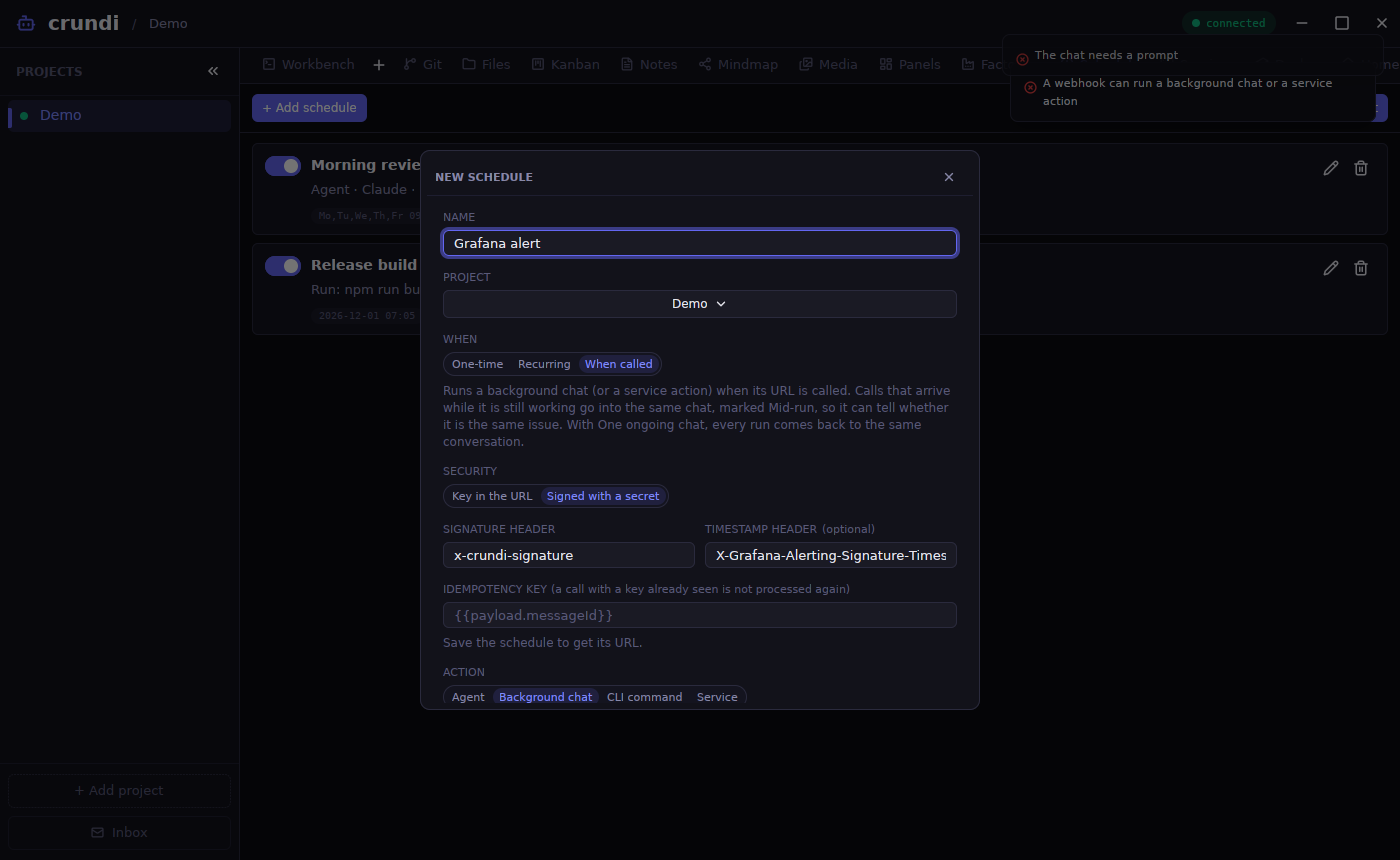 crundi / Demo
connected
PROJECTS
Demo
+ Add project
Inbox
Workbench
+
Git
Files
Kanban
Notes
Mindmap
Media
Panels
The chat needs a prompt
A webhook can run a background chat or a service
action
+ Add schedule
Morning revie
Agent · Claude ·
Mo,Tu,We,Th,Fr 09
Release build
Run: npm run bu
2026-12-01 07:05
NEW SCHEDULE
NAME
Grafana alert
PROJECT
Demo
WHEN
One-time Recurring When called
Runs a background chat (or a service action) when its URL is called. Calls that arrive
while it is still working go into the same chat, marked Mid-run, so it can tell whether
it is the same issue. With One ongoing chat, every run comes back to the same
conversation.
SECURITY
Key in the URL Signed with a secret
SIGNATURE HEADER
x-crundi-signature
TIMESTAMP HEADER (optional)
X-Grafana-Alerting-Signature-Times
IDEMPOTENCY KEY (a call with a key already seen is not processed again)
{{payload.messageId}}
Save the schedule to get its URL.
ACTION
Agent Background chat CLI command Service